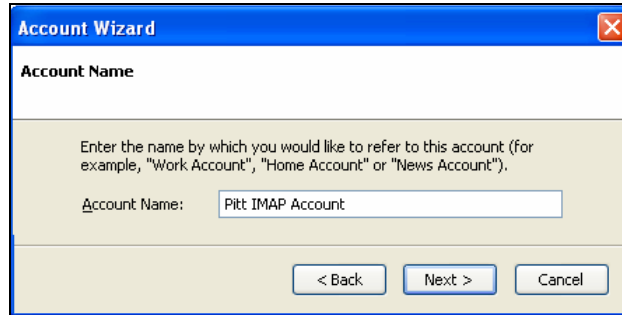 Account Wizard
Account Name
Enter the name by which you would like to refer to this account (for
example, "Work Account", "Home Account" or "News Account").
Account Name: Pitt IMAP Account
< Back Next > Cancel